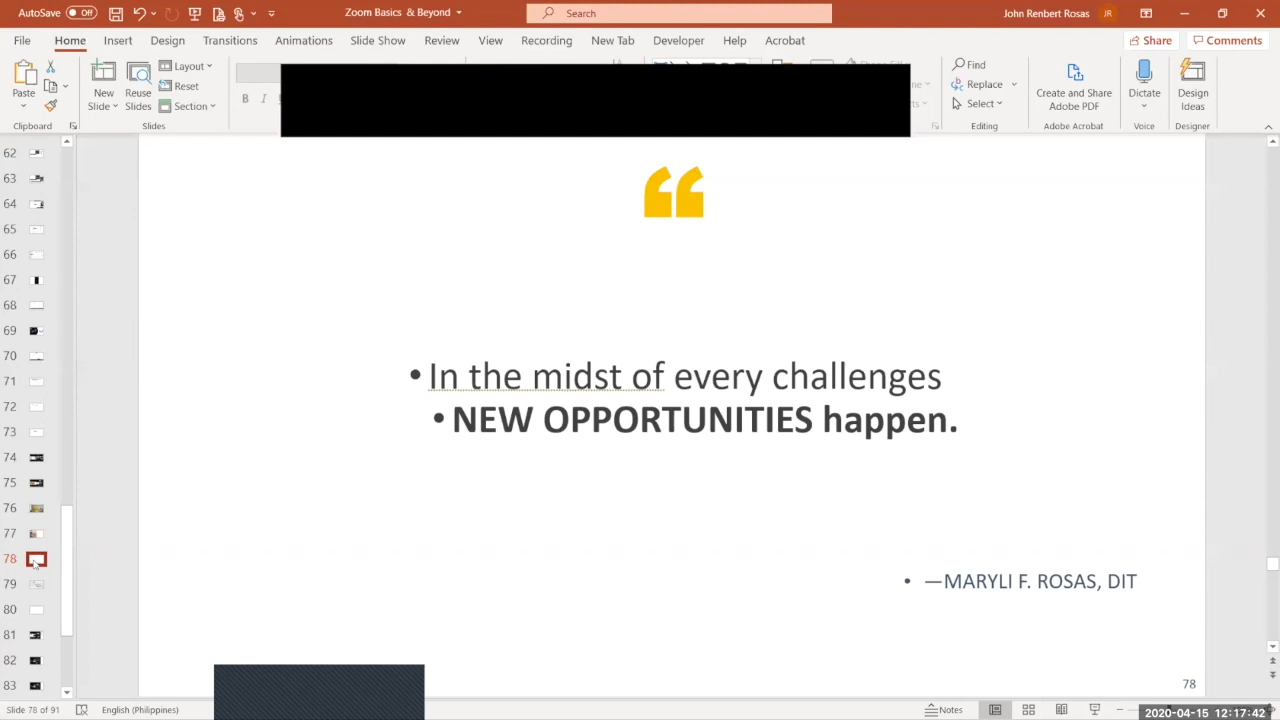 AutoSave Off Zoom Basics & Beyond Search John Renbert Rosas JR
File Home Insert Design Transitions Animations Slide Show Review View Recording New Tab Developer Help Acrobat Share Comments
Paste
New Slide
Reuse Slides
Layout
Reset
Section
B I
Find
Replace
Select
Create and Share Adobe PDF
Dictate
Design Ideas
Clipboard Slides Editing Adobe Acrobat Voice Designer
62
63
64
65
66
67
68
69
70
71
72
74
75
76
77
78
79
80
81
82
83
“
• In the midst of every challenges
• NEW OPPORTUNITIES happen.
• —MARYLI F. ROSAS, DIT
78
Slide 78 of 91 English (Philippines) Notes
2020-04-15 12:17:42